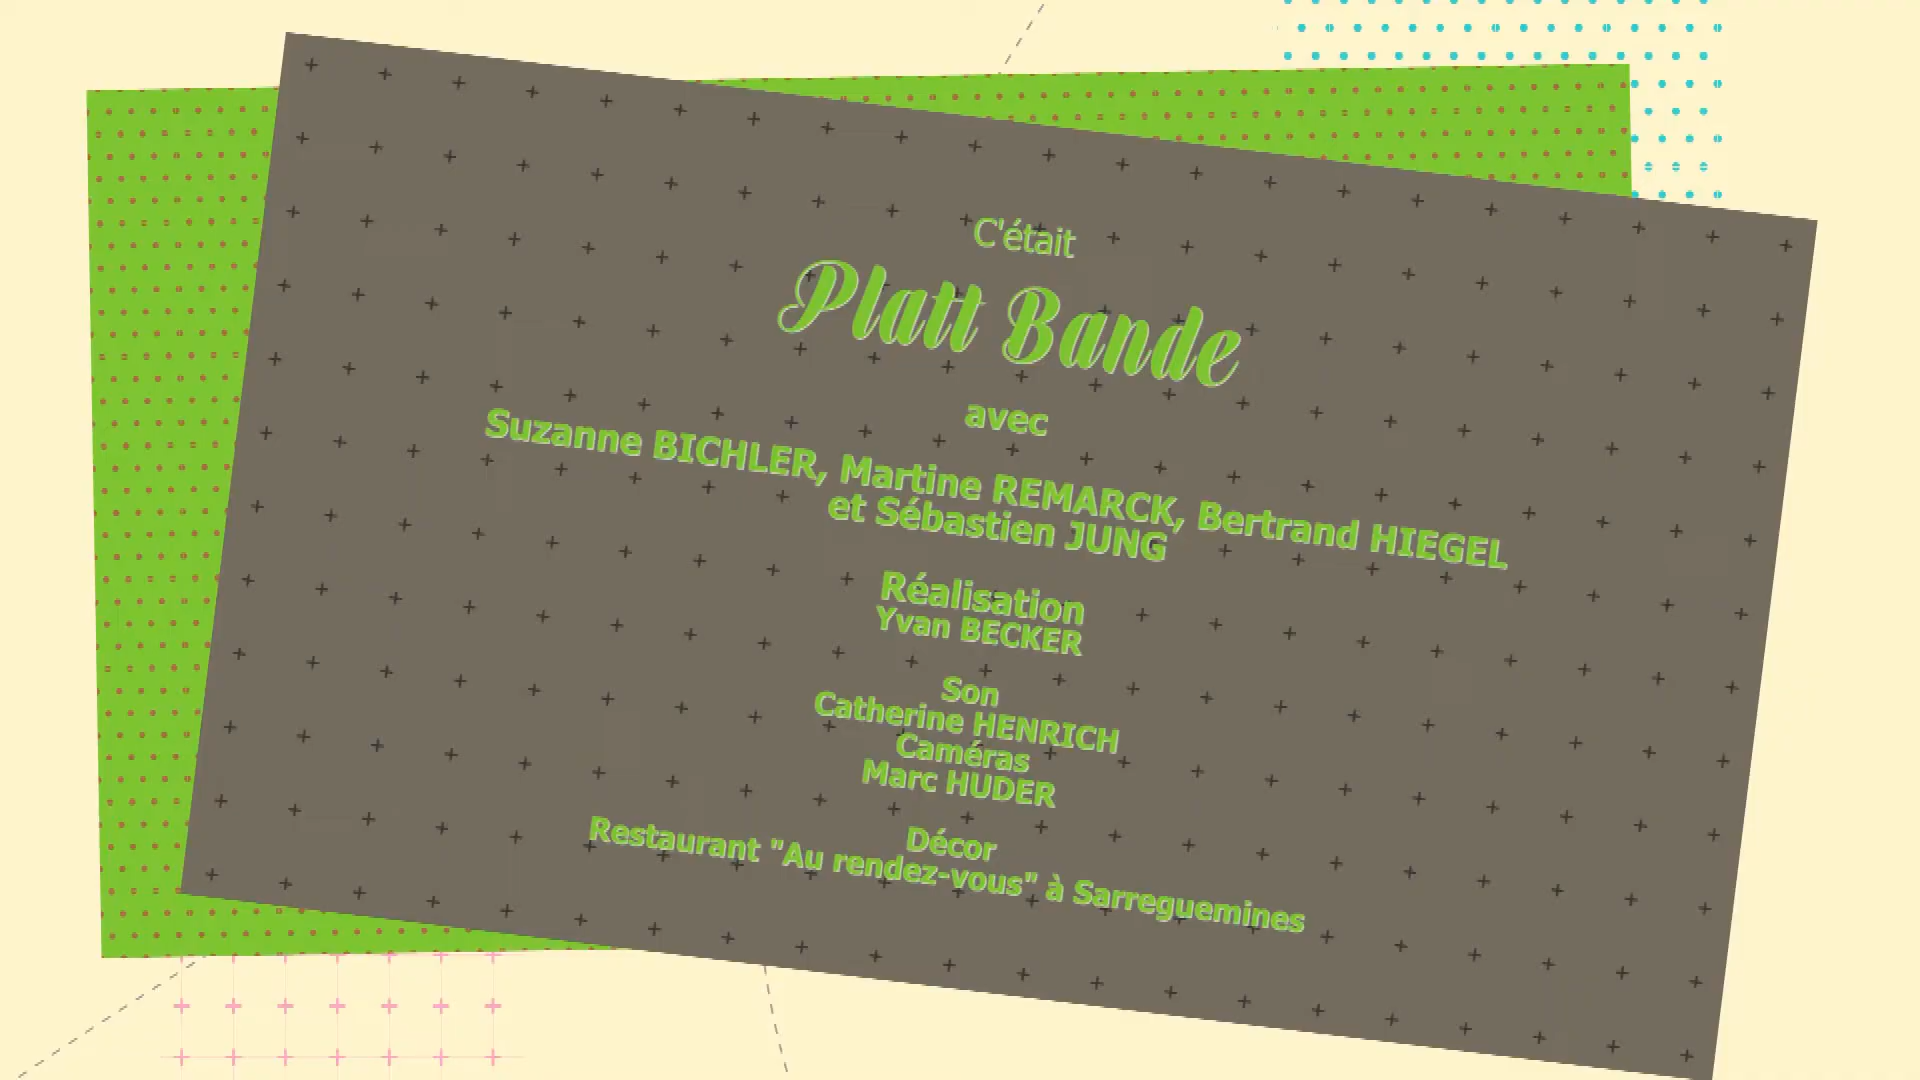 C'était
Platt Bande
avec
Suzanne BICHLER, Martine REMARCK, Bertrand HIEGEL
et Sébastien JUNG
Réalisation
Yvan BECKER
Son
Catherine HENRICH
Caméras
Marc HUDER
Décor
Restaurant "Au rendez-vous" à Sarreguemines